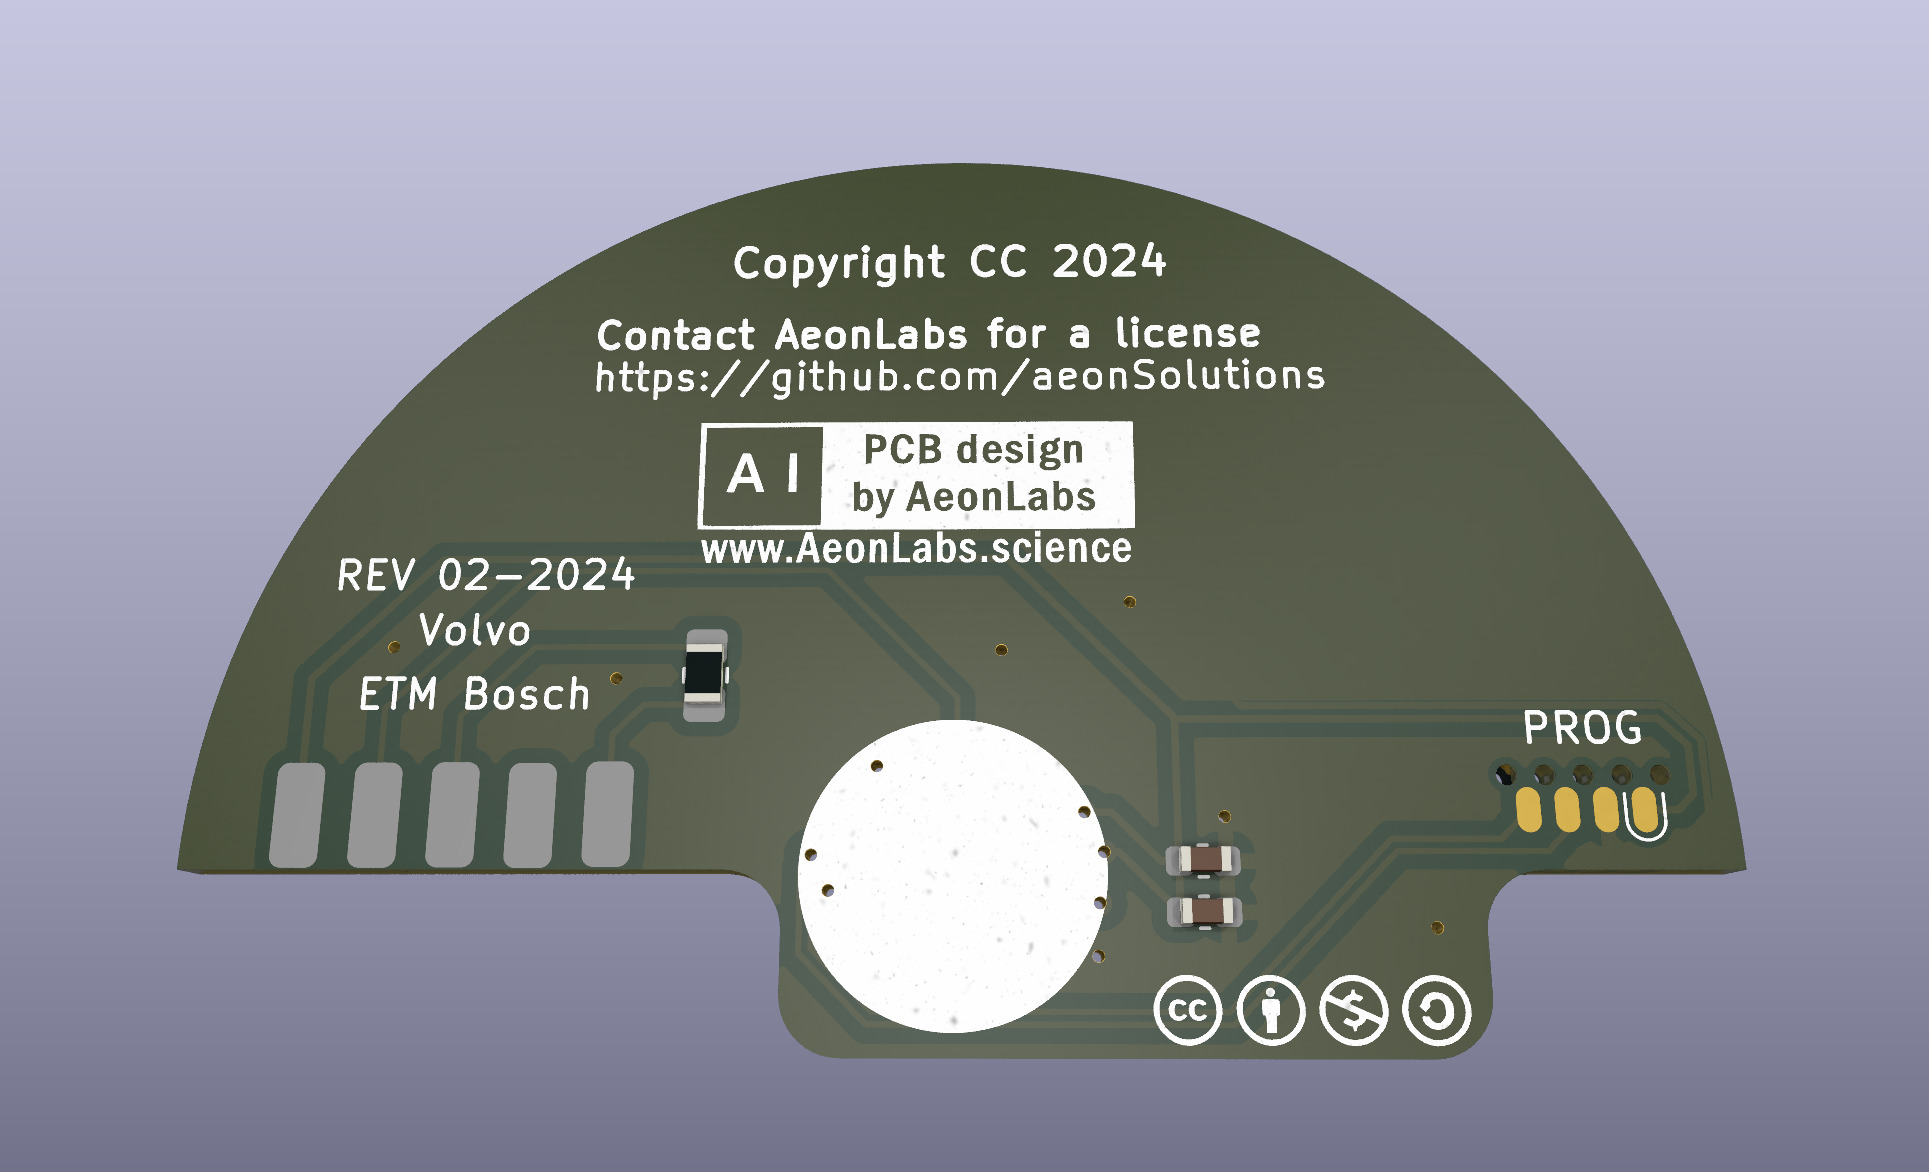 Copyright CC 2024
Contact AeonLabs for a license
https://github.com/aeonSolutions
A I
PCB design
by AeonLabs
www.AeonLabs.science
REV 02-2024
Volvo
ETM Bosch
PROG
cc